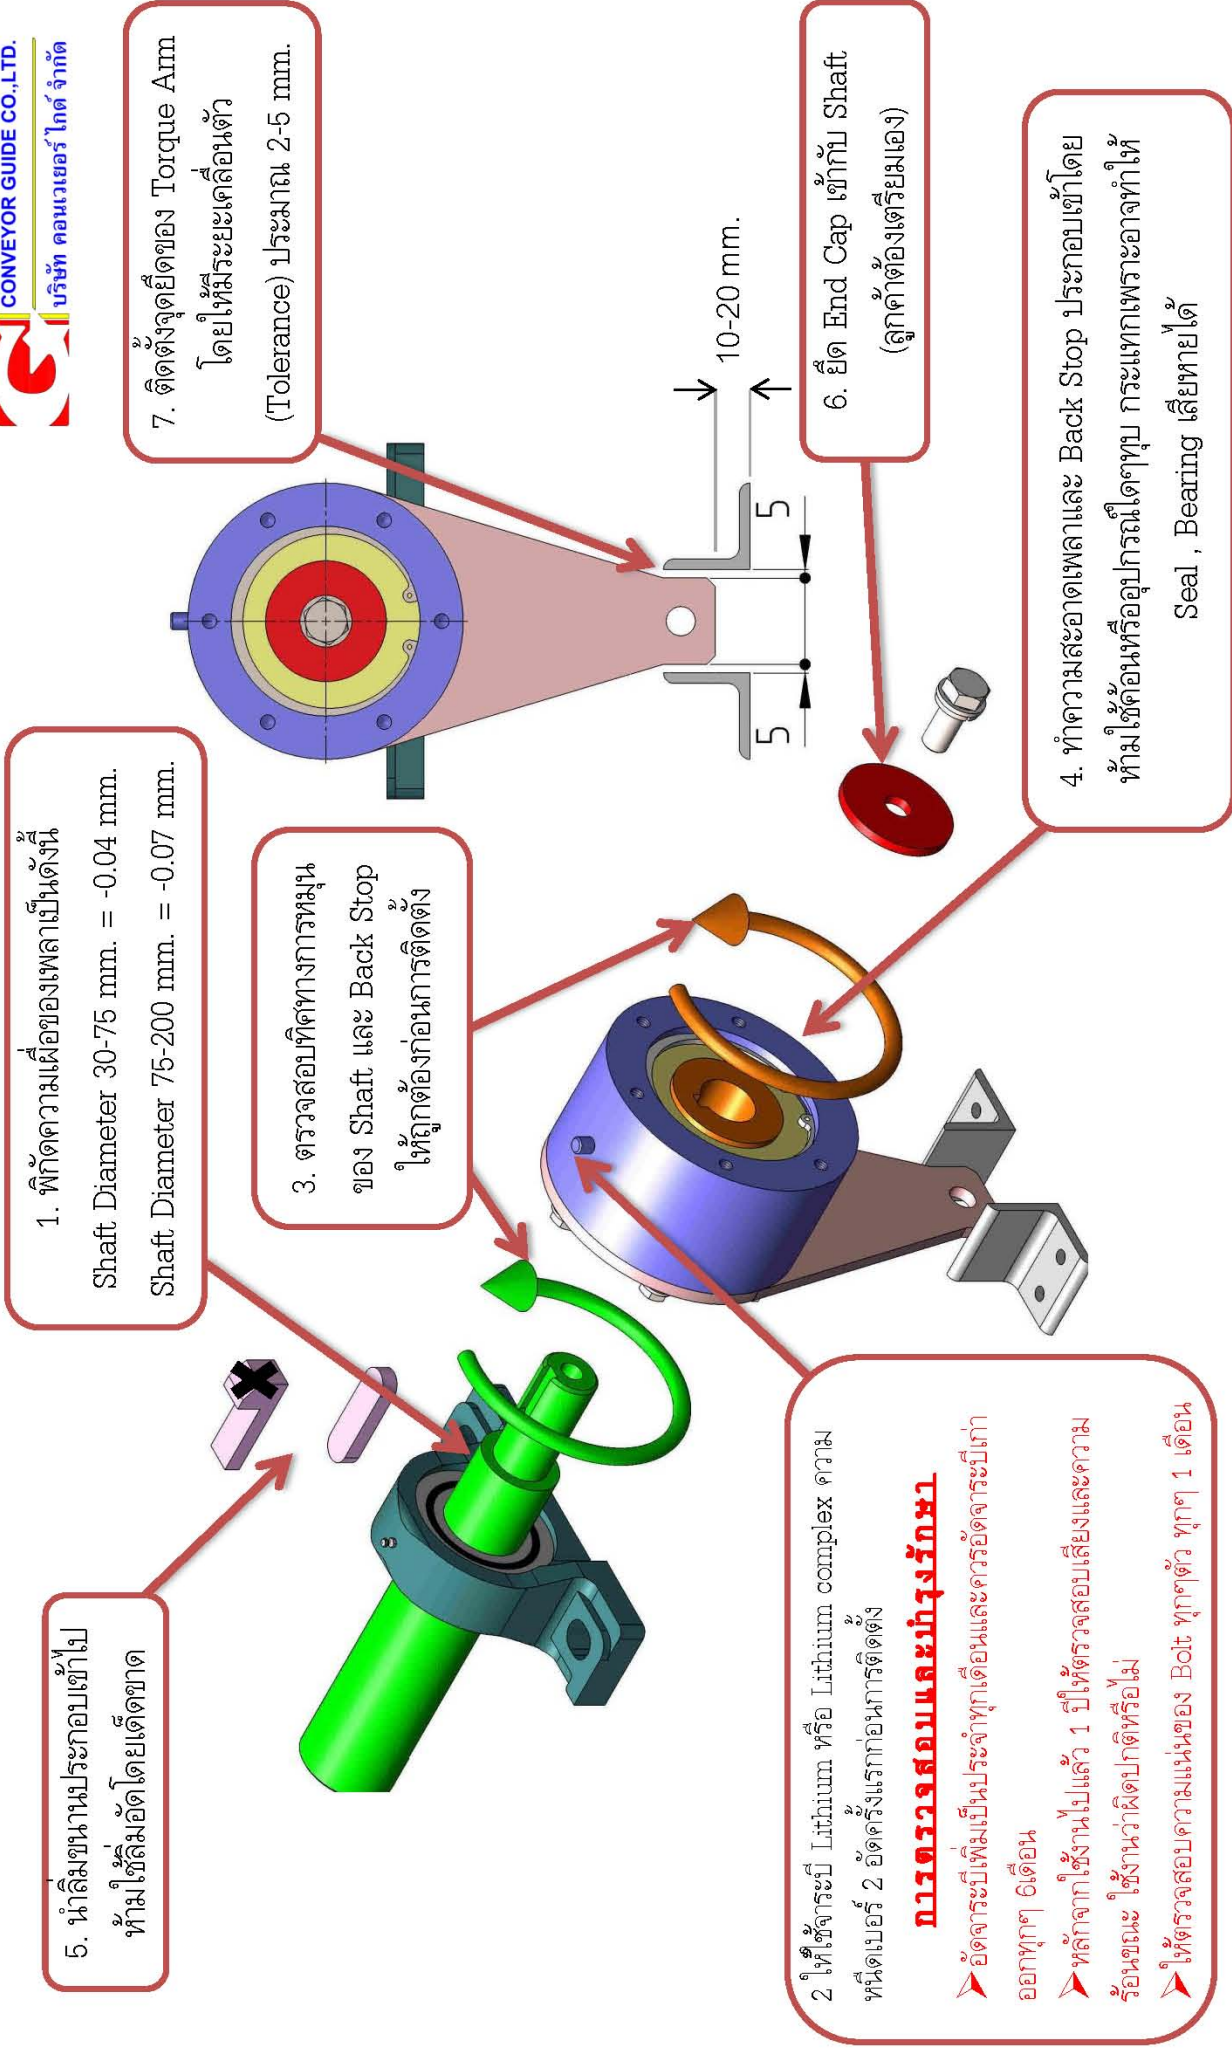 CONVEYOR GUIDE CO.,LTD.
บริษัท คอนเวเยอร์ ไกด์ จำกัด
1. พิกัดความเผื่อของเพลาเป็นดังนี้
Shaft Diameter 30-75 mm. = -0.04 mm.
Shaft Diameter 75-200 mm. = -0.07 mm.
2 ให้ใช้จาระบี Lithium หรือ Lithium complex ความ
หนืดเบอร์ 2 อัดครั้งแรกก่อนการติดตั้ง
การตรวจสอบและบำรุงรักษา
➢อัดจาระบีเพิ่มเป็นประจำทุกเดือนและควรอัดจาระบีเก่า
ออกทุกๆ 6เดือน
➢หลักจากใช้งานไปแล้ว 1 ปีให้ตรวจสอบเสียงและความ
ร้อนขณะ ใช้งานว่าผิดปกติหรือไม่
➢ให้ตรวจสอบความแน่นของ Bolt ทุกๆตัว ทุกๆ 1 เดือน
3. ตรวจสอบทิศทางการหมุน
ของ Shaft และ Back Stop
ให้ถูกต้องก่อนการติดตั้ง
4. ทำความสะอาดเพลาและ Back Stop ประกอบเข้าโดย
ห้ามใช้ค้อนหรืออุปกรณ์ใดๆทุบ กระแทกเพราะอาจทำให้
Seal , Bearing เสียหายได้
5. นำลิ่มขนานประกอบเข้าไป
ห้ามใช้ลิ่มอัดโดยเด็ดขาด
6. ยึด End Cap เข้ากับ Shaft
(ลูกค้าต้องเตรียมเอง)
7. ติดตั้งจุดยึดของ Torque Arm
โดยให้มีระยะเคลื่อนตัว
(Tolerance) ประมาณ 2-5 mm.
10-20 mm.
5
5